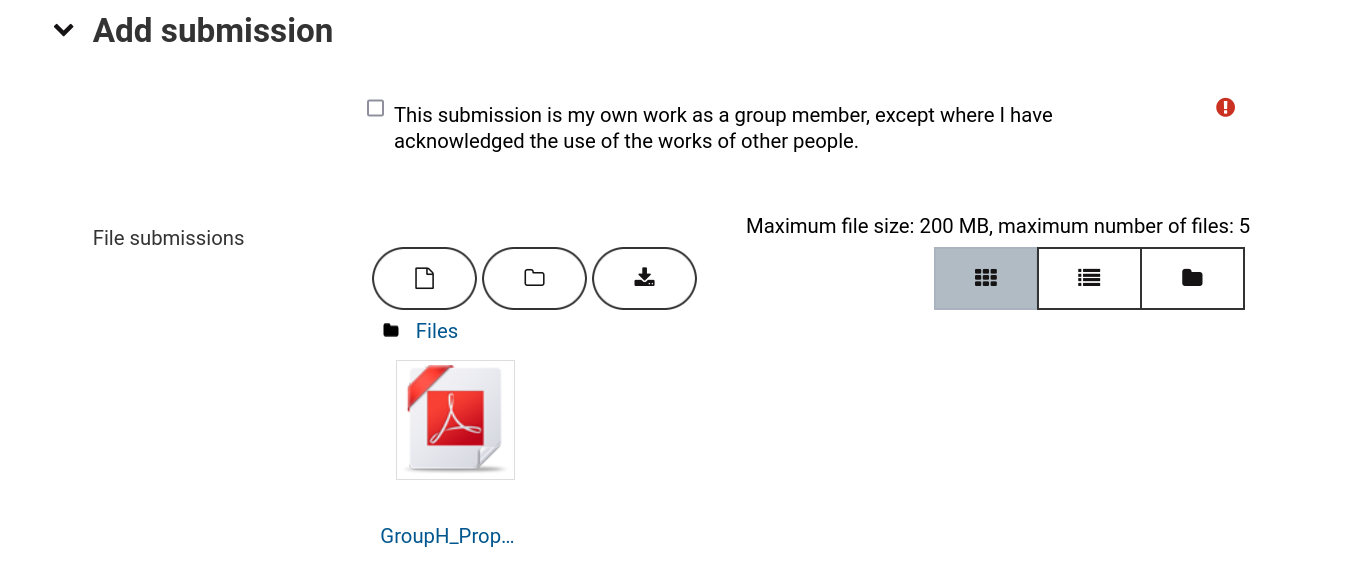 Add submission
This submission is my own work as a group member, except where I have
acknowledged the use of the works of other people.
File submissions
Maximum file size: 200 MB, maximum number of files: 5
Files
GroupH_Prop...